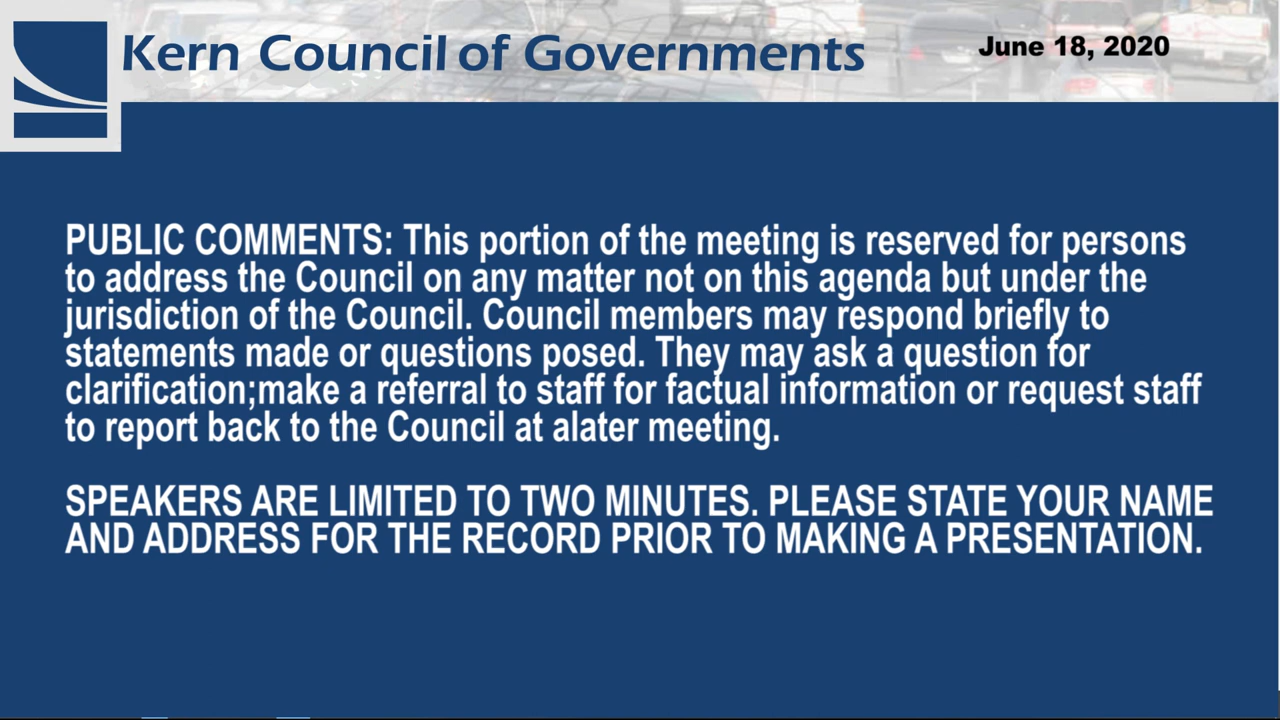 Kern Council of Governments
June 18, 2020
PUBLIC COMMENTS: This portion of the meeting is reserved for persons
to address the Council on any matter not on this agenda but under the
jurisdiction of the Council. Council members may respond briefly to
statements made or questions posed. They may ask a question for
clarification;make a referral to staff for factual information or request staff
to report back to the Council at alater meeting.
SPEAKERS ARE LIMITED TO TWO MINUTES. PLEASE STATE YOUR NAME
AND ADDRESS FOR THE RECORD PRIOR TO MAKING A PRESENTATION.